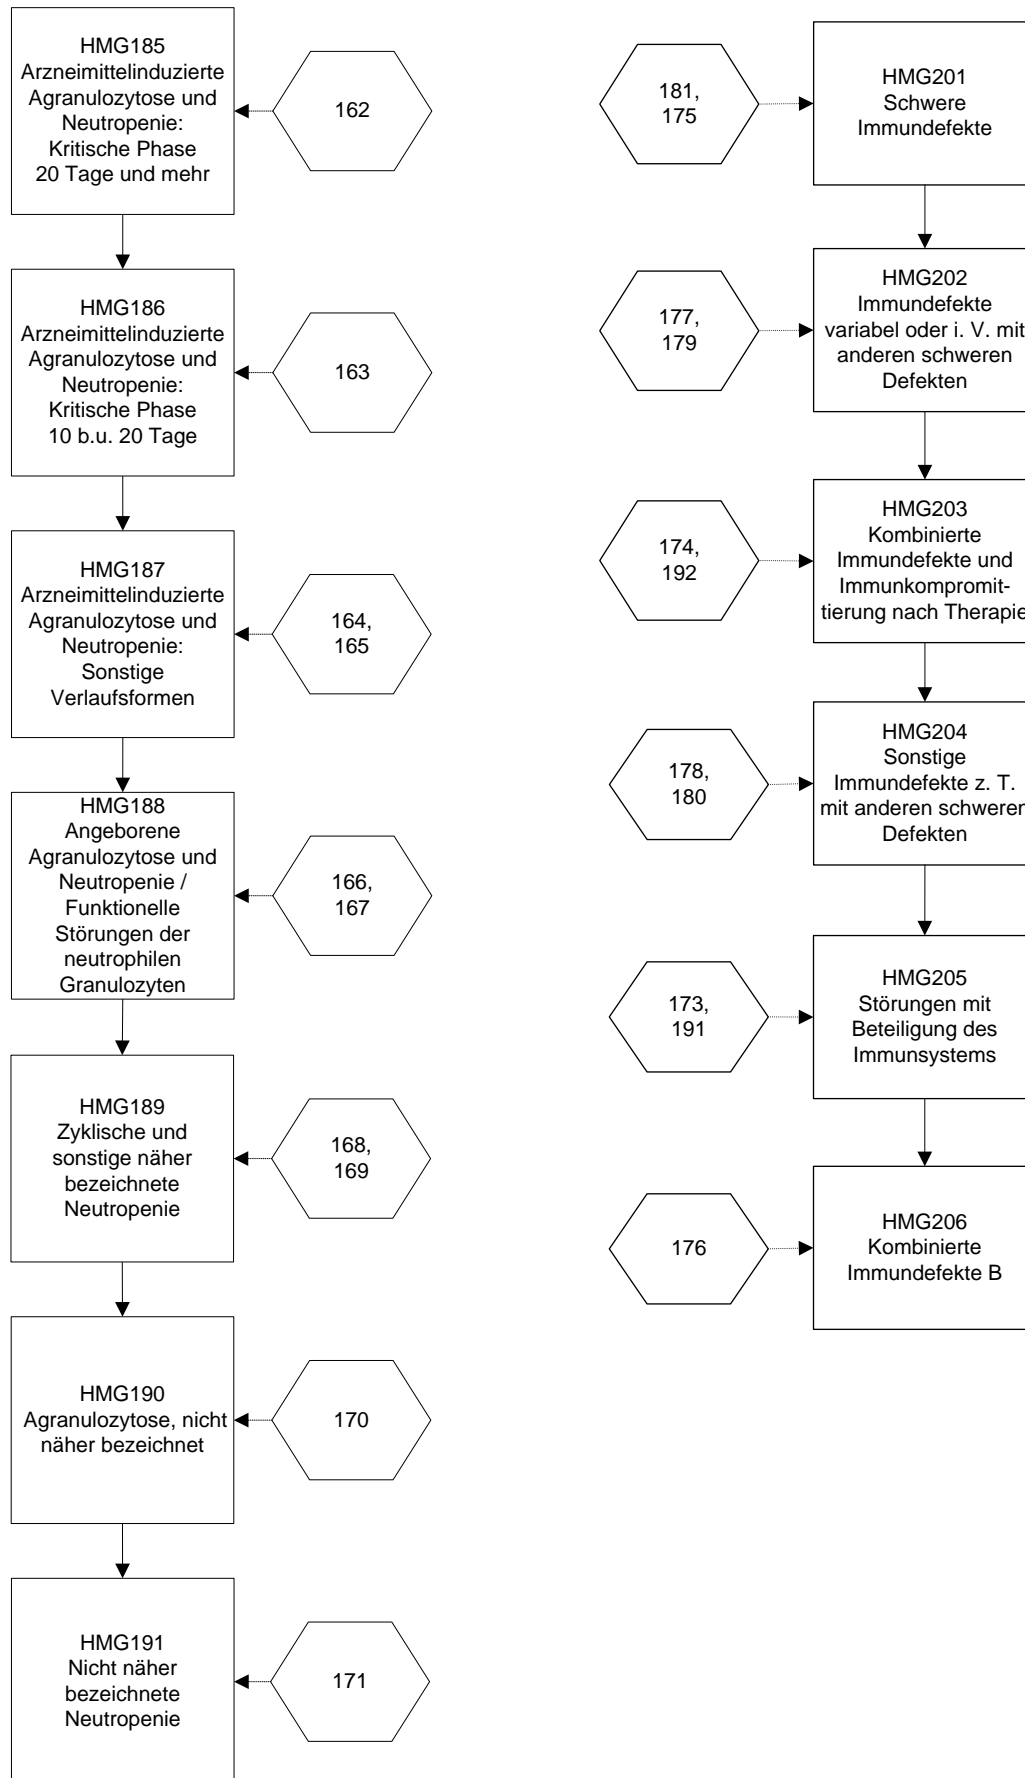 HMG185
Arzneimittelinduzierte
Agranulozytose und
Neutropenie:
Kritische Phase
20 Tage und mehr
162
HMG186
Arzneimittelinduzierte
Agranulozytose und
Neutropenie:
Kritische Phase
10 b.u. 20 Tage
163
HMG187
Arzneimittelinduzierte
Agranulozytose und
Neutropenie:
Sonstige
Verlaufsformen
164,
165
HMG188
Angeborene
Agranulozytose und
Neutropenie /
Funktionelle
Störungen der
neutrophilen
Granulozyten
166,
167
HMG189
Zyklische und
sonstige näher
bezeichnete
Neutropenie
168,
169
HMG190
Agranulozytose, nicht
näher bezeichnet
170
HMG191
Nicht näher
bezeichnete
Neutropenie
171
181,
175
HMG201
Schwere
Immundefekte
177,
179
HMG202
Immundefekte
variabel oder i. V. mit
anderen schweren
Defekten
174,
192
HMG203
Kombinierte
Immundefekte und
Immunkompromit-
tierung nach Therapie
178,
180
HMG204
Sonstige
Immundefekte z. T.
mit anderen schweren
Defekten
173,
191
HMG205
Störungen mit
Beteiligung des
Immunsystems
176
HMG206
Kombinierte
Immundefekte B